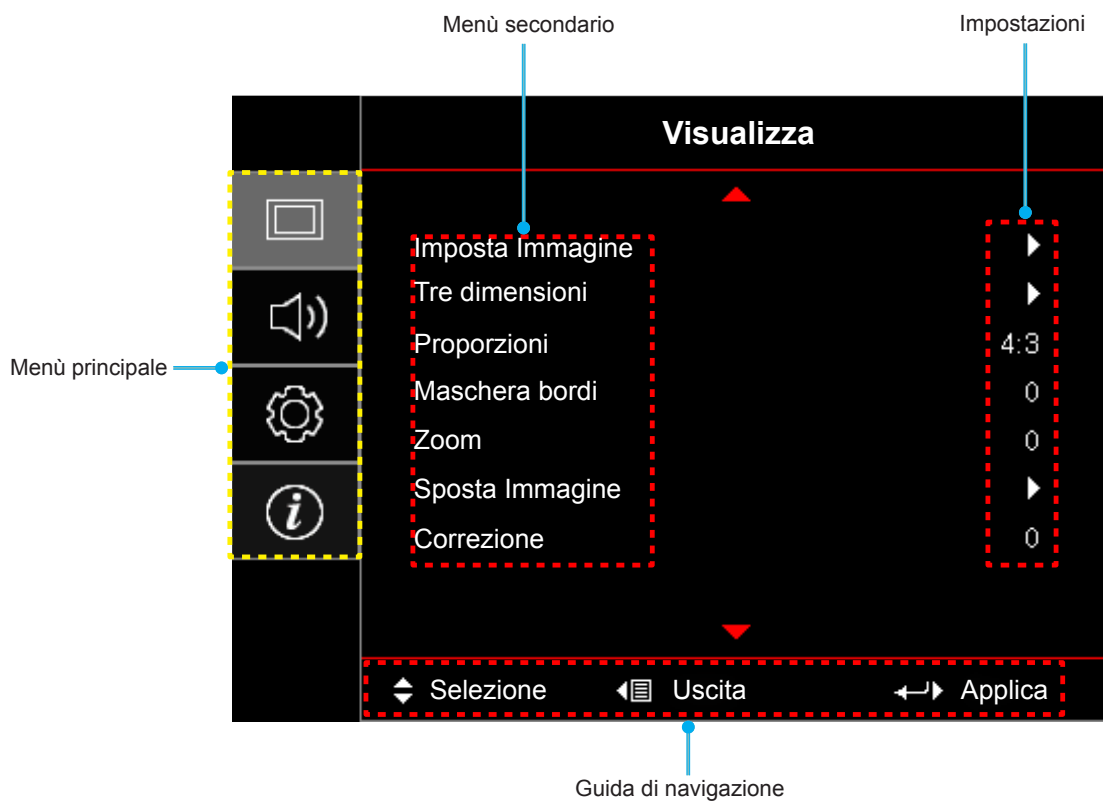 Menù secondario
Impostazioni
Visualizza
Imposta Immagine
Tre dimensioni
Proporzioni 4:3
Menù principale
Maschera bordi 0
Zoom 0
Sposta Immagine
Correzione 0
Selezione Uscita Applica
Guida di navigazione